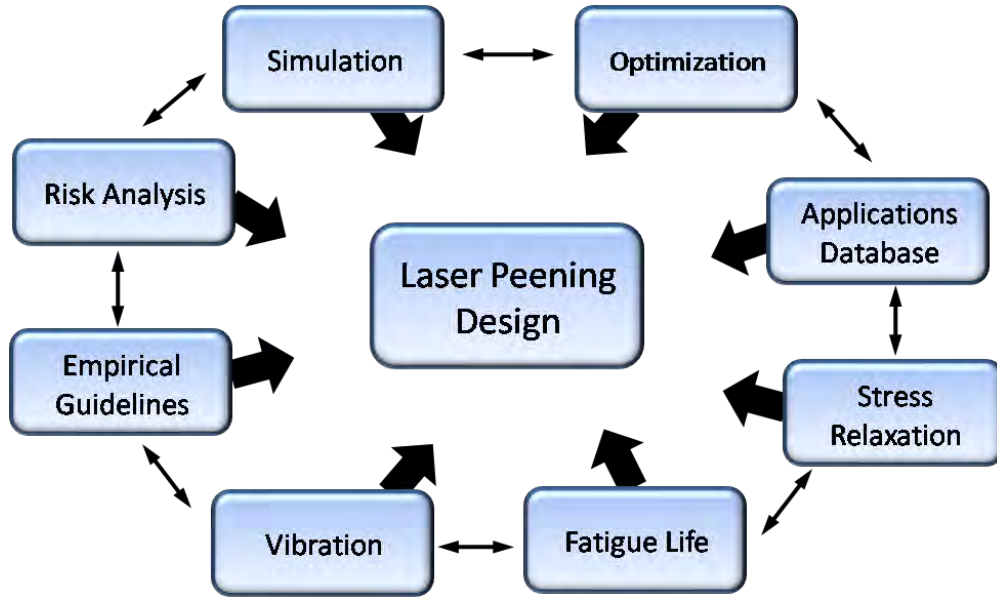 Simulation
Optimization
Risk Analysis
Applications
Database
Laser Peening
Design
Empirical
Guidelines
Stress
Relaxation
Vibration
Fatigue Life